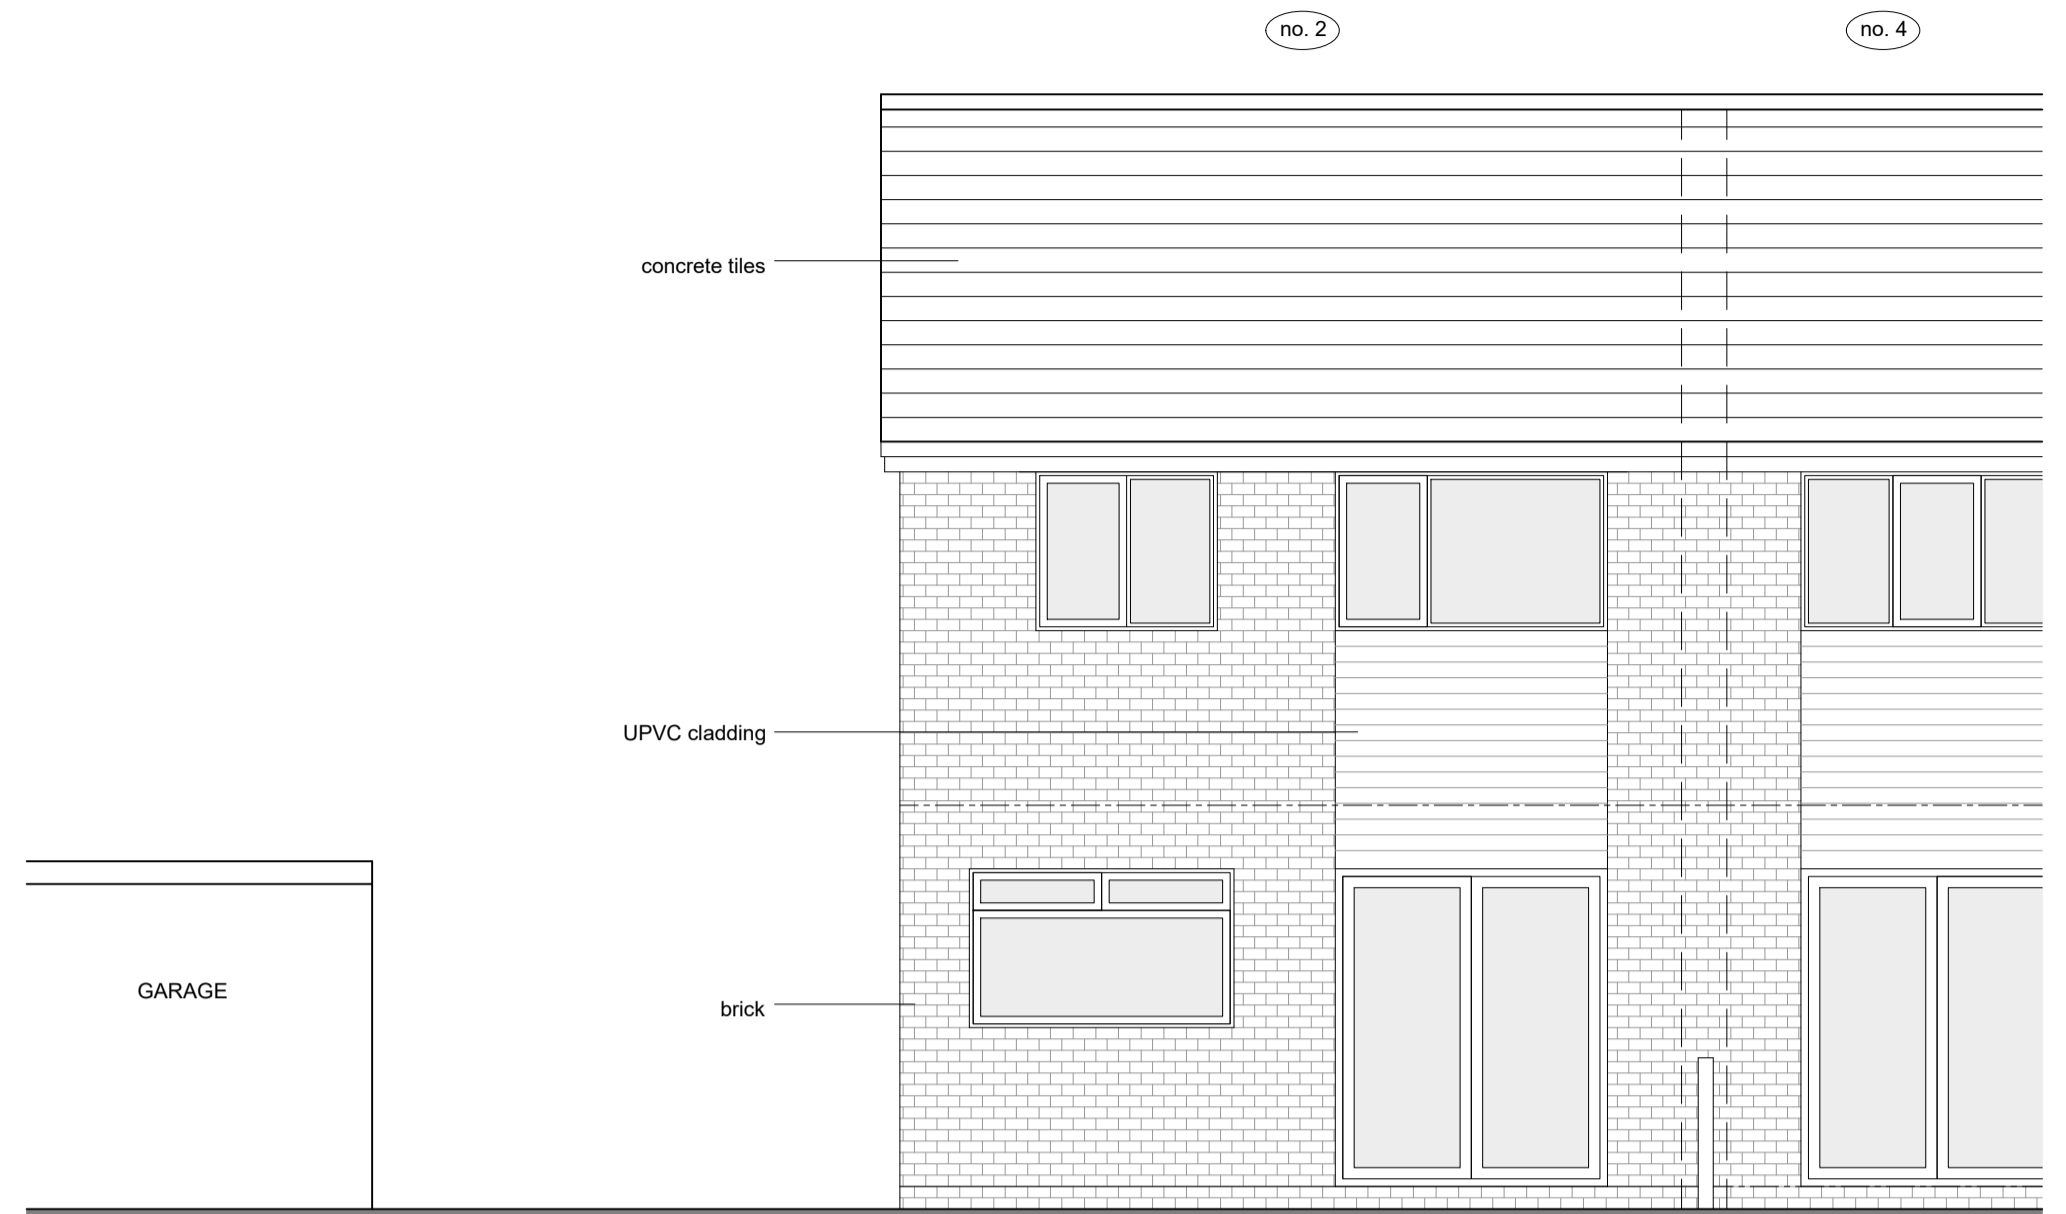 no. 2
no. 4
concrete tiles
UPVC cladding
GARAGE
brick